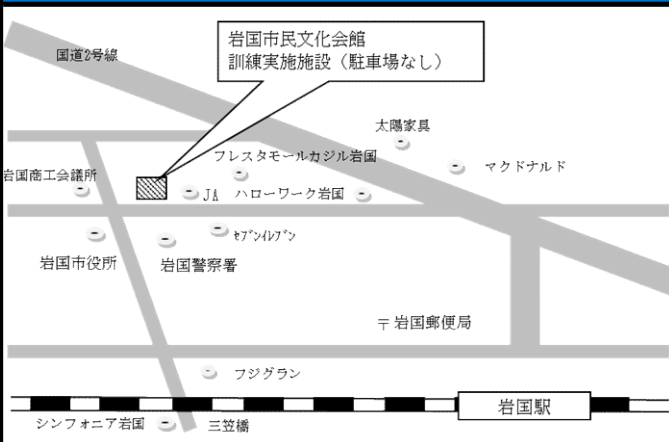 国道2号線
岩国市民文化会館
訓練実施施設（駐車場なし）
太陽家具
フレスタモールカジル岩国
マクドナルド
岩国商工会議所
JA
ハローワーク岩国
ｾﾌﾞﾝｲﾚﾌﾞﾝ
岩国市役所
岩国警察署
〒岩国郵便局
フジグラン
岩国駅
シンフォニア岩国
三笠橋